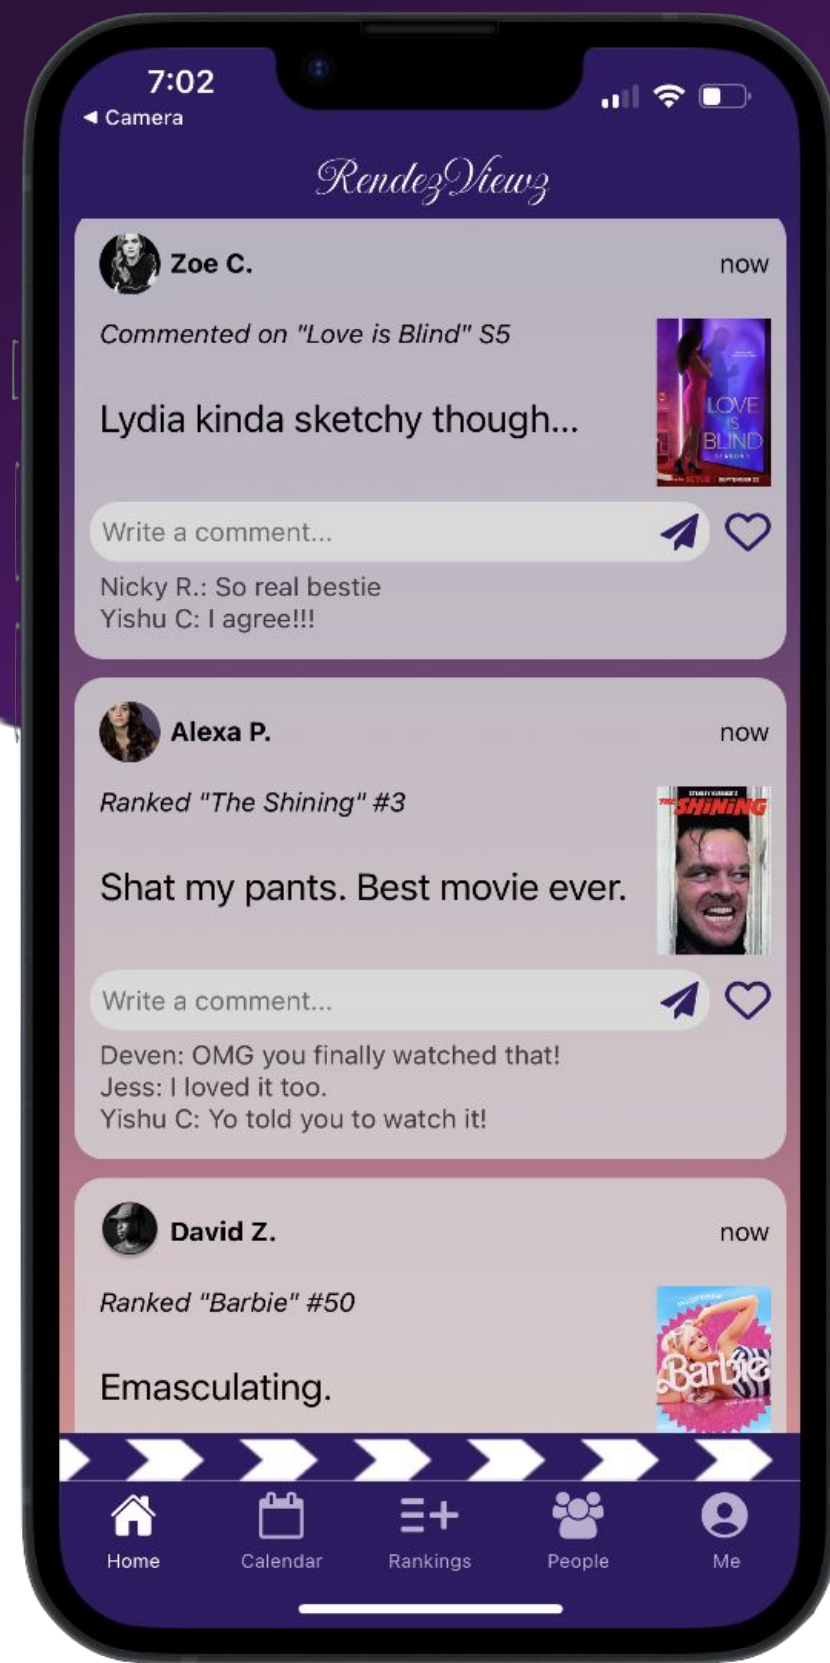 7:02
◄ Camera
RendezViewz
Zoe C.
now
Commented on "Love is Blind" S5
Lydia kinda sketchy though...
LOVE
IS
BLIND
Write a comment...
Nicky R.: So real bestie
Yishu C: I agree!!!
Alexa P.
now
Ranked "The Shining" #3
THE SHiNiNG
Shat my pants. Best movie ever.
Write a comment...
Deven: OMG you finally watched that!
Jess: I loved it too.
Yishu C: Yo told you to watch it!
David Z.
now
Ranked "Barbie" #50
Barbie
Emasculating.
Home
Calendar
Rankings
People
Me